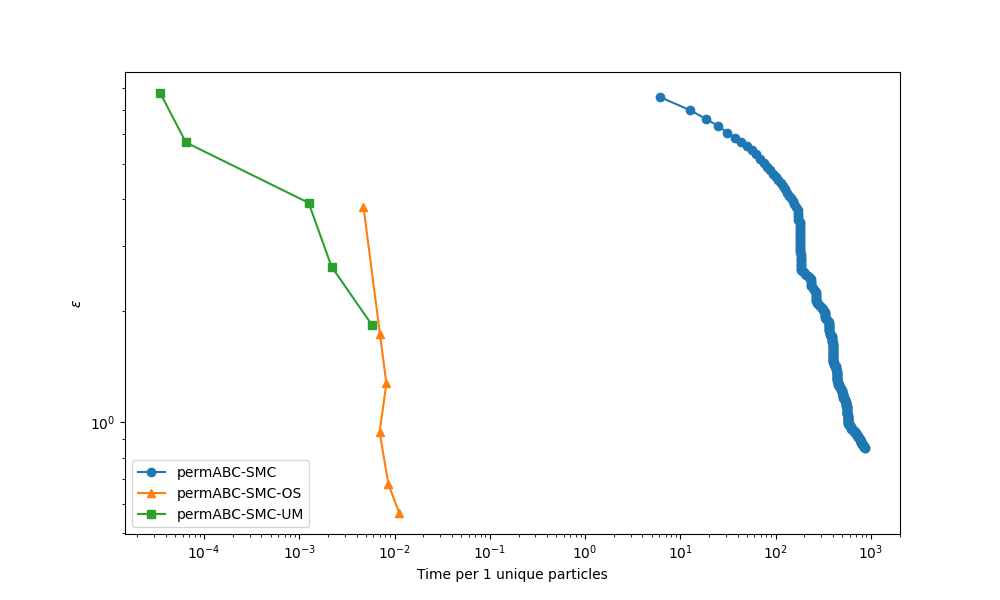 ε
10⁰
permABC-SMC
permABC-SMC-OS
permABC-SMC-UM
10⁻⁴ 10⁻³ 10⁻² 10⁻¹ 10⁰ 10¹ 10² 10³
Time per 1 unique particles